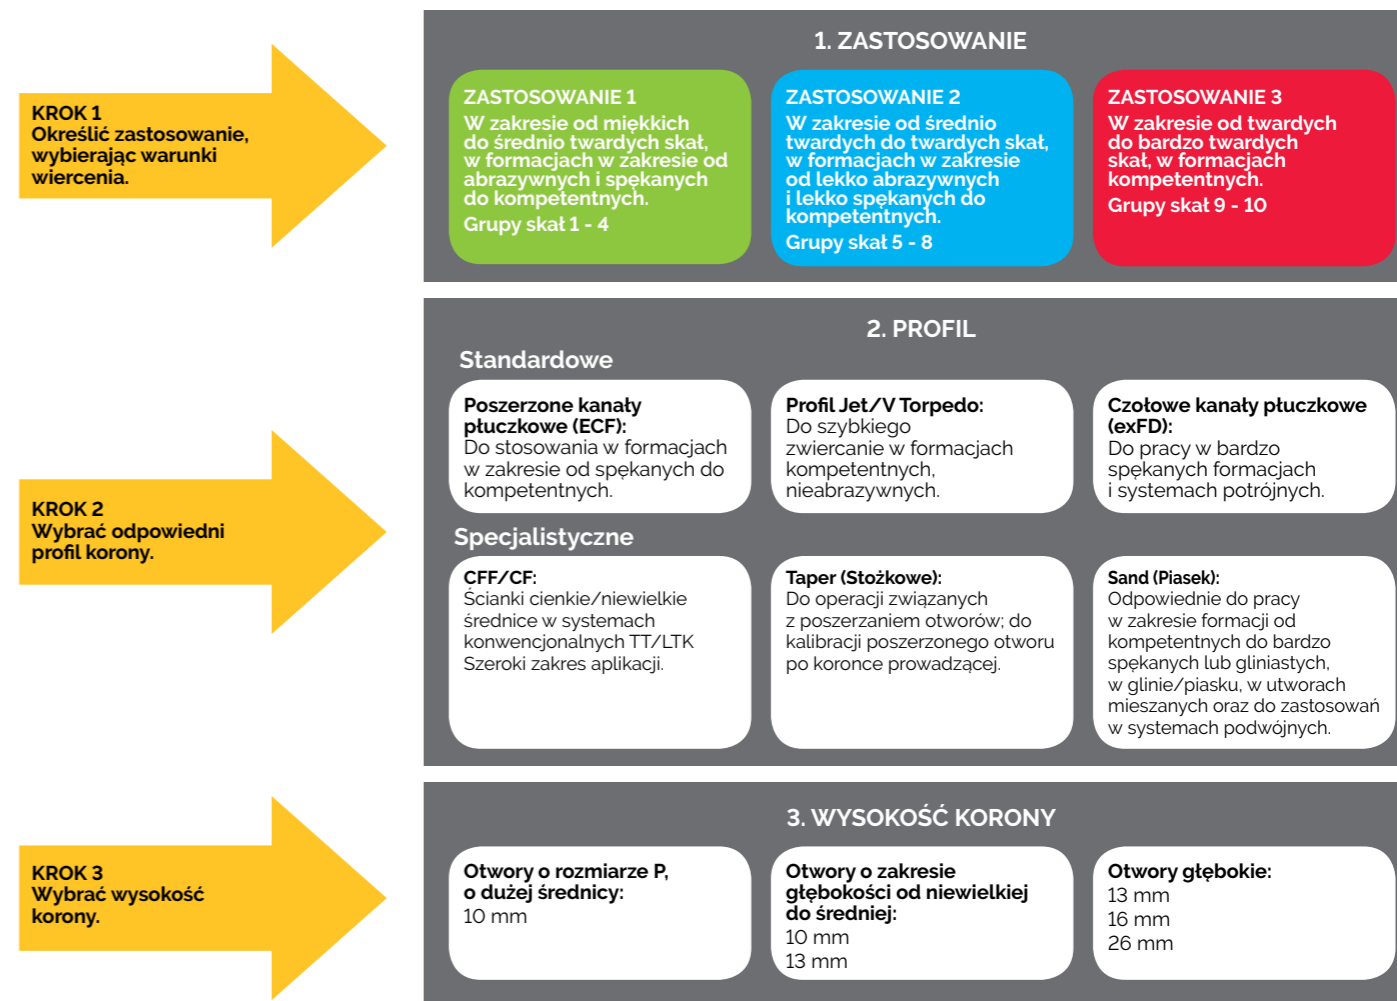 KROK 1
Określić zastosowanie,
wybierając warunki
wiercenia.
1. ZASTOSOWANIE
ZASTOSOWANIE 1
W zakresie od miękkich
do średnio twardych skał,
w formacjach w zakresie od
abrazywnych i spękanych
do kompetentnych.
Grupy skał 1 - 4
ZASTOSOWANIE 2
W zakresie od średnio
twardych do twardych skał,
w formacjach w zakresie
od lekko abrazywnych
i lekko spękanych do
kompetentnych.
Grupy skał 5 - 8
ZASTOSOWANIE 3
W zakresie od twardych
do bardzo twardych
skał, w formacjach
kompetentnych.
Grupy skał 9 - 10
KROK 2
Wybrać odpowiedni
profil korony.
2. PROFIL
Standardowe
Poszerzone kanały
płuczkowe (ECF):
Do stosowania w formacjach
w zakresie od spękanych do
kompetentnych.
Profil Jet/V Torpedo:
Do szybkiego
zwiercanie w formacjach
kompetentnych,
nieabrazywnych.
Czołowe kanały płuczkowe
(exFD):
Do pracy w bardzo
spękanych formacjach
i systemach potrójnych.
Specjalistyczne
CFF/CF:
Ścianki cienkie/niewielkie
średnice w systemach
konwencjonalnych TT/LTK
Szeroki zakres aplikacji.
Taper (Stożkowe):
Do operacji związanych
z poszerzaniem otworów; do
kalibracji poszerzonego otworu
po koronce prowadzącej.
Sand (Piasek):
Odpowiednie do pracy
w zakresie formacji od
kompetentnych do bardzo
spękanych lub gliniastych,
w glinie/piasku, w utworach
mieszanych oraz do zastosowań
w systemach podwójnych.
KROK 3
Wybrać wysokość
korony.
3. WYSOKOŚĆ KORONY
Otwory o rozmiarze P,
o dużej średnicy:
10 mm
Otwory o zakresie
głębokości od niewielkiej
do średniej:
10 mm
13 mm
Otwory głębokie:
13 mm
16 mm
26 mm